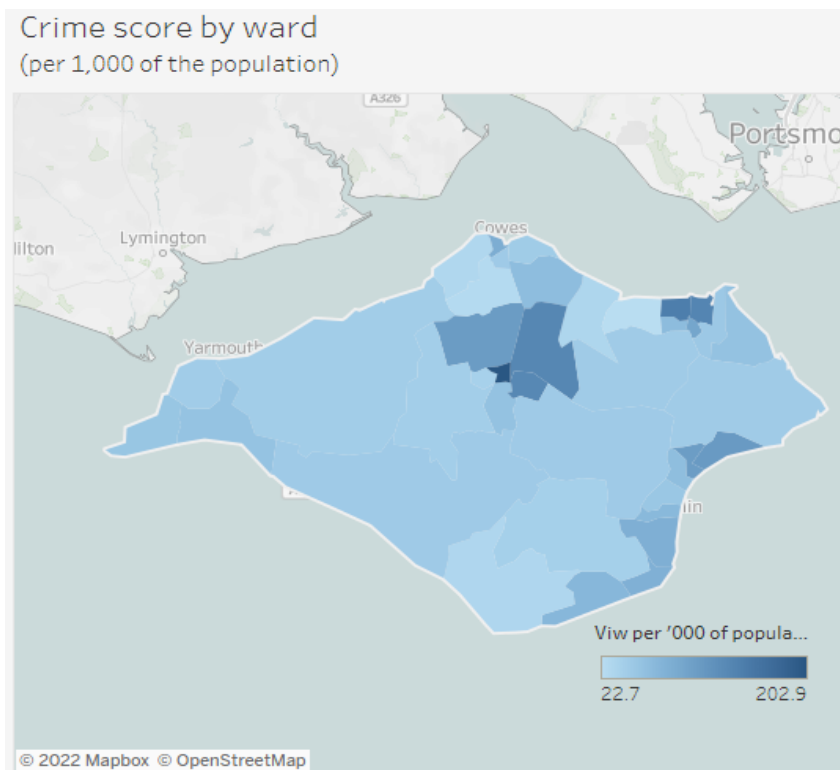 Crime score by ward
(per 1,000 of the population)
A326
Portsmo
Cowes
Lymington
ilton
Yarmouth
in
Viw per '000 of popula...
22.7
202.9
© 2022 Mapbox © OpenStreetMap